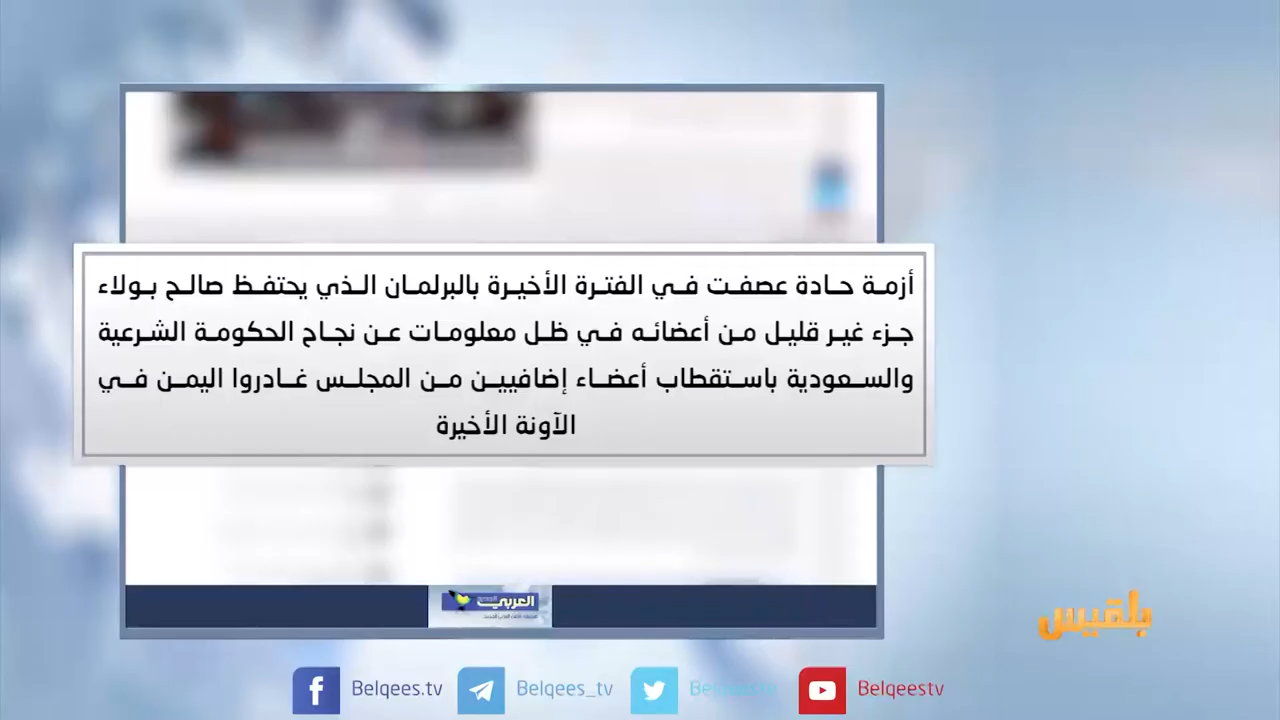 أزمة حادة عصفت في الفترة الأخيرة بالبرلمان الذي يحتفظ صالح بولاء
جزء غير قليل من أعضائه في ظل معلومات عن نجاح الحكومة الشرعية
والسعودية باستقطاب أعضاء إضافيين من المجلس غادروا اليمن في
الآونة الأخيرة
العربي
بلقيس
Belqees.tv Belqees_tv Belqeestv